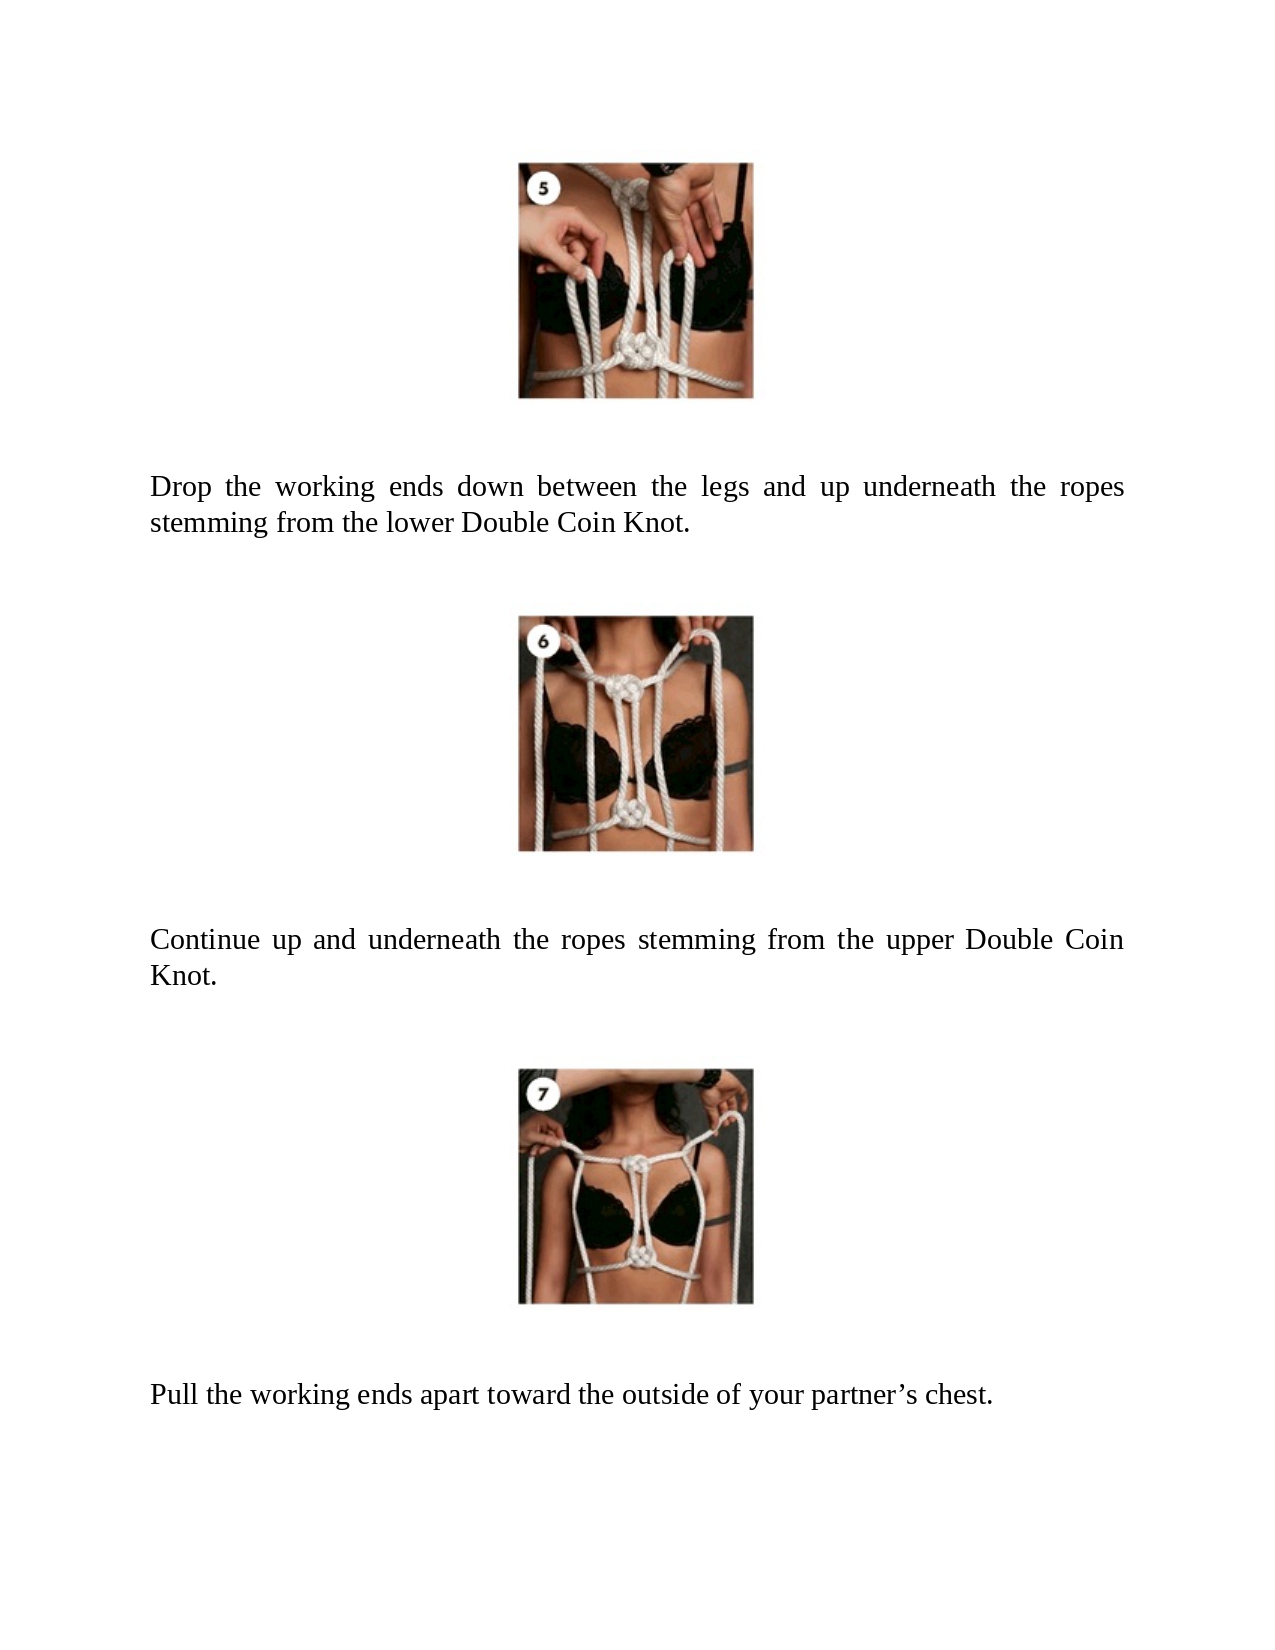 5
Drop the working ends down between the legs and up underneath the ropes
stemming from the lower Double Coin Knot.
6
Continue up and underneath the ropes stemming from the upper Double Coin
Knot.
7
Pull the working ends apart toward the outside of your partner’s chest.